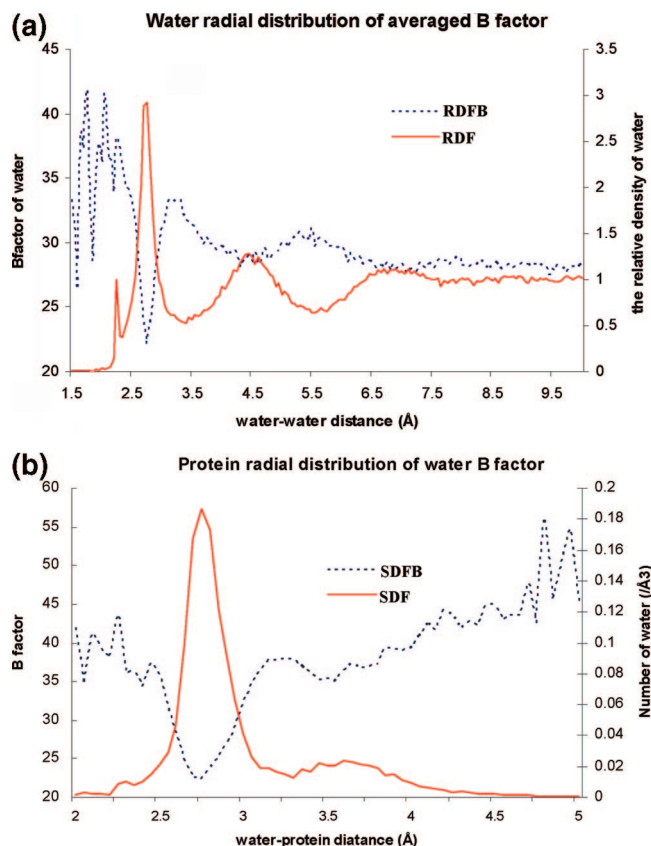 (a)
Water radial distribution of averaged B factor
45
40
35
30
25
20
Bfactor of water
3.5
3
2.5
2
1.5
1
0.5
0
the relative density of water
RDFB
RDF
1.5 2.5 3.5 4.5 5.5 6.5 7.5 8.5 9.5
water-water distance (Å)
(b)
Protein radial distribution of water B factor
60
55
50
45
40
35
30
25
20
B factor
0.2
0.18
0.16
0.14
0.12
0.1
0.08
0.06
0.04
0.02
0
Number of water (/Å3)
SDFB
SDF
2 2.5 3 3.5 4 4.5 5
water-protein diatance (Å)